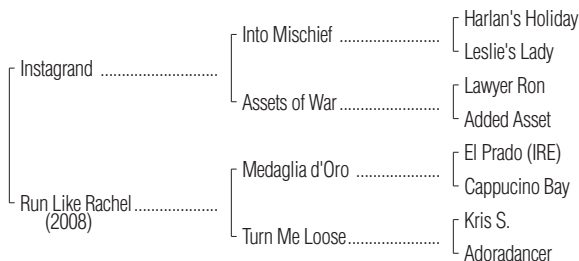 Harlan's Holiday
Into Mischief ....................
Leslie's Lady
Instagrand ........................
Lawyer Ron
Assets of War ....................
Added Asset
El Prado (IRE)
Medaglia d'Oro .................
Cappucino Bay
Run Like Rachel .................
(2008)
Kris S.
Turn Me Loose ..................
Adoradancer